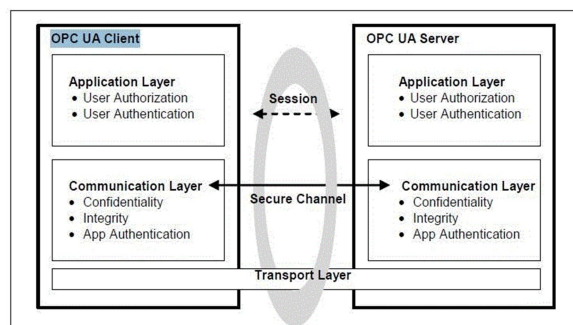 OPC UA Client
Application Layer
• User Authorization
• User Authentication
Communication Layer
• Confidentiality
• Integrity
• App Authentication
Session
Secure Channel
Transport Layer
OPC UA Server
Application Layer
• User Authorization
• User Authentication
Communication Layer
• Confidentiality
• Integrity
• App Authentication